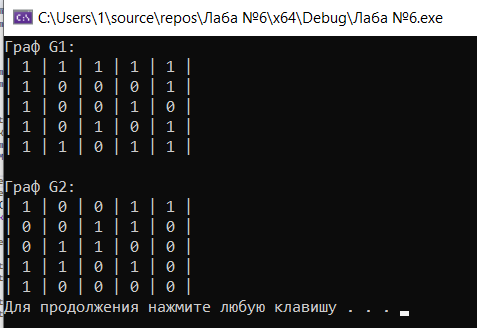 C:\Users\1\source\repos\Лаба №6\x64\Debug\Лаба №6.exe
Граф G1:
| 1 | 1 | 1 | 1 | 1 |
| 1 | 0 | 0 | 0 | 1 |
| 1 | 0 | 0 | 1 | 0 |
| 1 | 0 | 1 | 0 | 1 |
| 1 | 1 | 0 | 1 | 1 |
Граф G2:
| 1 | 0 | 0 | 1 | 1 |
| 0 | 0 | 1 | 1 | 0 |
| 0 | 1 | 1 | 0 | 0 |
| 1 | 1 | 0 | 1 | 0 |
| 1 | 0 | 0 | 0 | 0 |
Для продолжения нажмите любую клавишу . . .